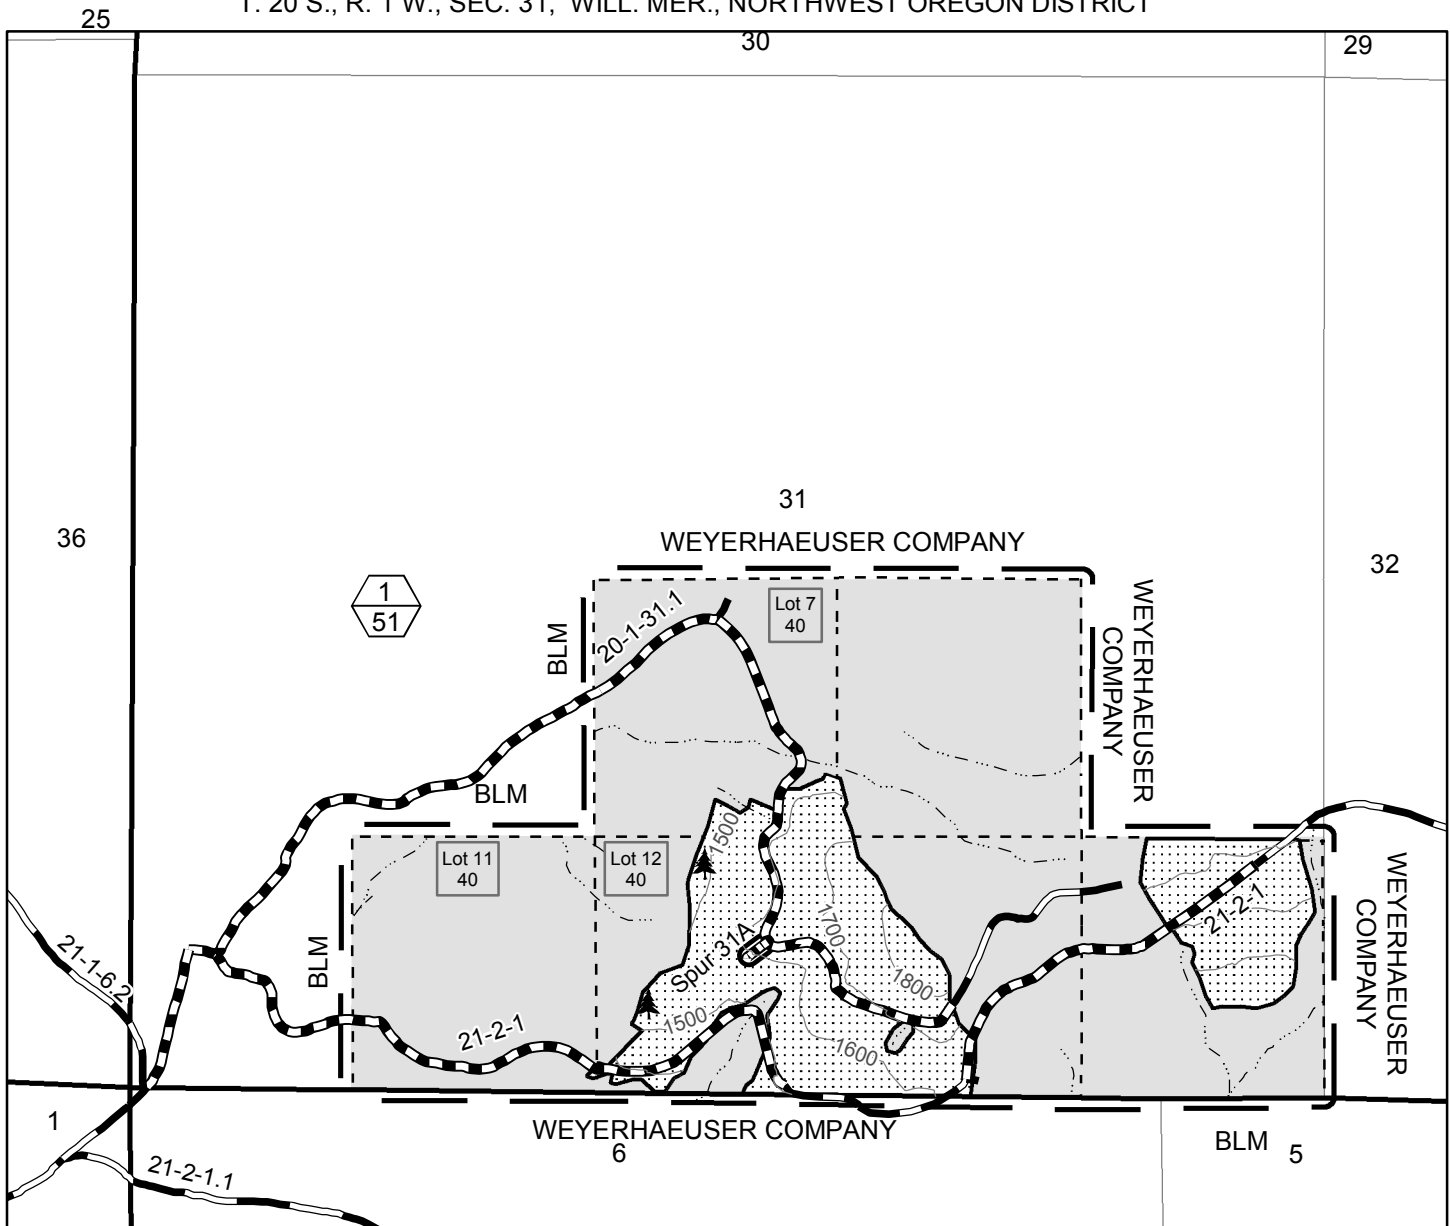 T. 20 S., R. 1 W., SEC. 31, WILL. MER., NORTHWEST OREGON DISTRICT
25
30
29
31
36
WEYERHAEUSER COMPANY
32
1
51
Lot 7
40
20-1-31.1
BLM
WEYERHAEUSER
COMPANY
BLM
1500
Lot 11
40
Lot 12
40
21-2-1
WEYERHAEUSER
COMPANY
1700
Spur 31A
BLM
21-1-6.2
1800
1500
21-2-1
1600
1
WEYERHAEUSER COMPANY
6
BLM
5
21-2-1.1